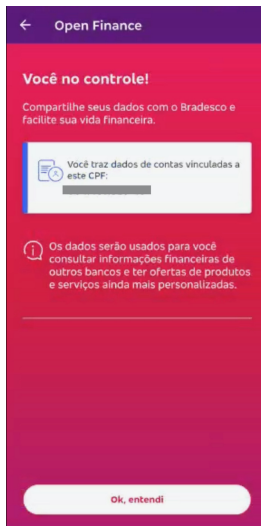 Open Finance
Você no controle!
Compartilhe seus dados com o Bradesco e
facilite sua vida financeira.
Você traz dados de contas vinculadas a
este CPF:
Os dados serão usados para você
consultar informações financeiras de
outros bancos e ter ofertas de produtos
e serviços ainda mais personalizadas.
Ok, entendi